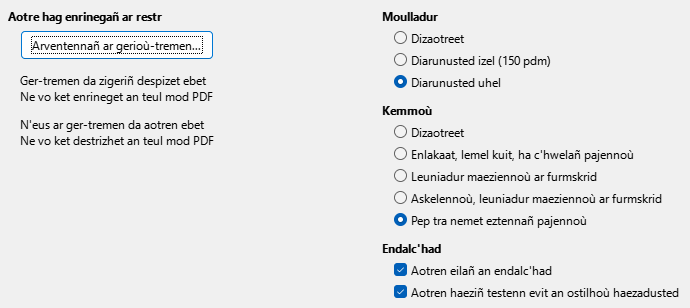 Aotre hag enrinegañ ar restr
Arventennañ ar gerioù-tremen...
Ger-tremen da zigeriñ despizet ebet
Ne vo ket enrineget an teul mod PDF
N'eus ar ger-tremen da aotren ebet
Ne vo ket destrizhet an teul mod PDF
Moulladur
Dizaotreet
Diarunusted izel (150 pdm)
Diarunusted uhel
Kemmoù
Dizaotreet
Enlakaat, lemel kuit, ha c'hwelañ pajennoù
Leuniadur maeziennoù ar furmskrid
Askelennoù, leuniadur maeziennoù ar furmskrid
Pep tra nemet eztennañ pajennoù
Endalc'had
Aotren eilañ an endalc'had
Aotren haeziñ testenn evit an ostilhoù haezadusted